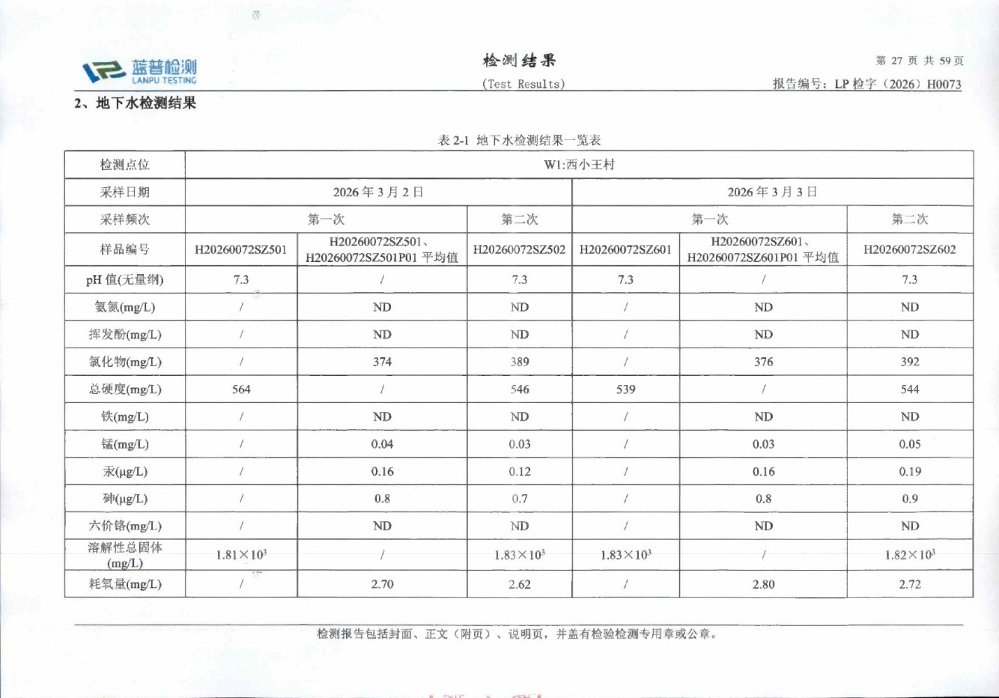 蓝普检测
LANPU TESTING
检测结果
(Test Results)
第 27 页 共 59 页
报告编号：LP 检字（2026）H0073
2、地下水检测结果
表 2-1 地下水检测结果一览表
检测点位 W1:西小王村
采样日期 2026 年 3 月 2 日 2026 年 3 月 3 日
采样频次 第一次 第二次 第一次 第二次
样品编号 H20260072SZ501 H20260072SZ501、H20260072SZ501P01 平均值 H20260072SZ502 H20260072SZ601 H20260072SZ601、H20260072SZ601P01 平均值 H20260072SZ602
pH 值(无量纲) 7.3 / 7.3 7.3 / 7.3
氨氮(mg/L) / ND ND / ND ND
挥发酚(mg/L) / ND ND / ND ND
氯化物(mg/L) / 374 389 / 376 392
总硬度(mg/L) 564 / 546 539 / 544
铁(mg/L) / ND ND / ND ND
锰(mg/L) / 0.04 0.03 / 0.03 0.05
汞(μg/L) / 0.16 0.12 / 0.16 0.19
砷(μg/L) / 0.8 0.7 / 0.8 0.9
六价铬(mg/L) / ND ND / ND ND
溶解性总固体(mg/L) 1.81×10³ / 1.83×10³ 1.83×10³ / 1.82×10³
耗氧量(mg/L) / 2.70 2.62 / 2.80 2.72
检测报告包括封面、正文（附页）、说明页，并盖有检验检测专用章或公章。